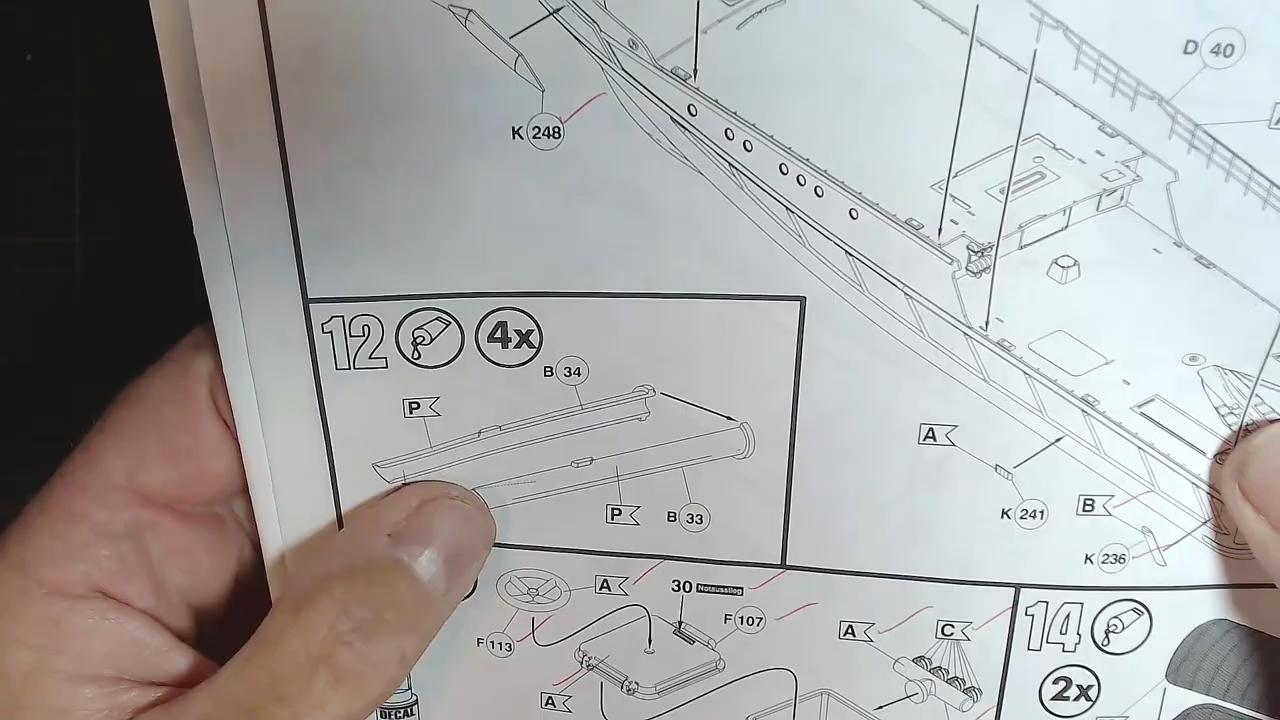 D 40
K 248
12 4x
B 34
P
P B 33
A
K 241
B
K 236
A
30 Notausstieg
F 107
F 113
A
A C
14
2x
DECAL